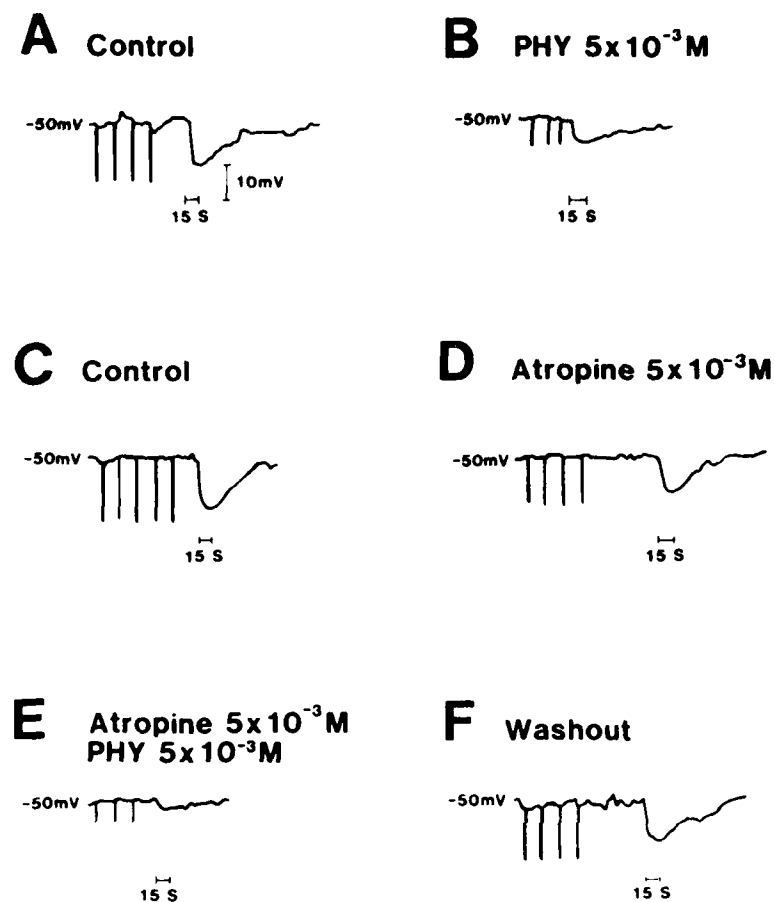 A Control
-50mV
10mV
15 S
B PHY 5x10⁻³M
-50mV
15 S
C Control
-50mV
15 S
D Atropine 5x10⁻³M
-50mV
15 S
E Atropine 5x10⁻³M
PHY 5x10⁻³M
-50mV
15 S
F Washout
-50mV
15 S